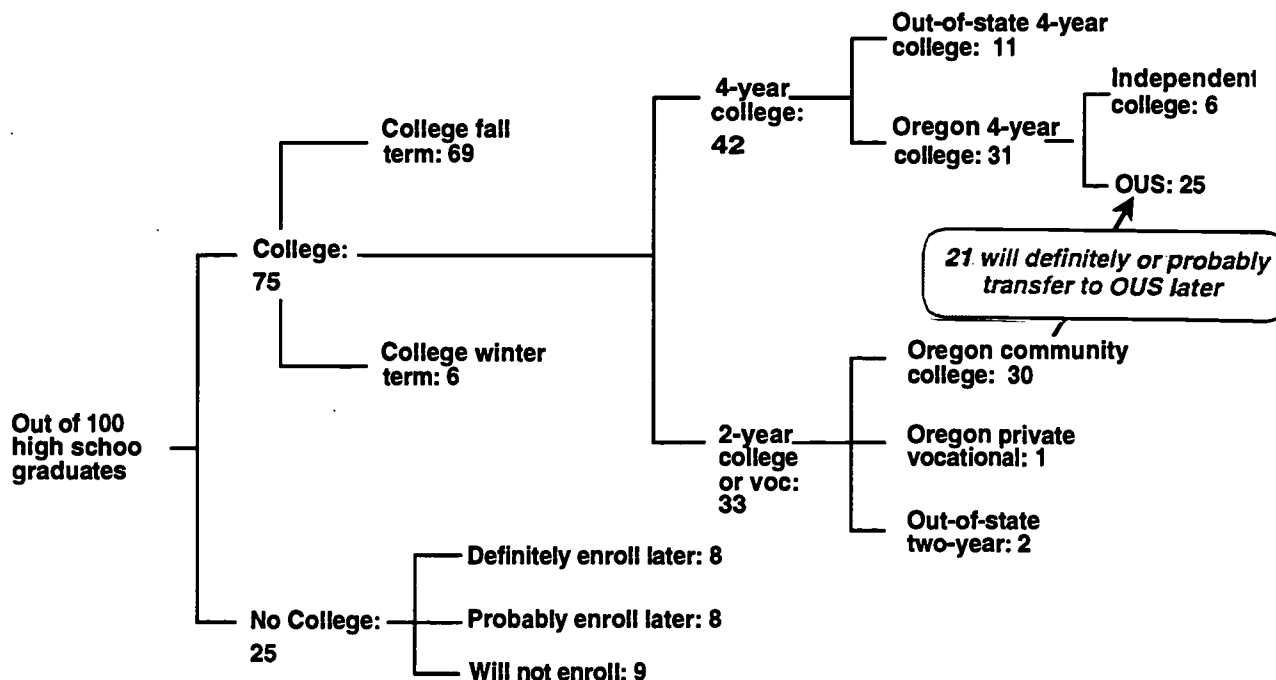 Out-of-state 4-year
college: 11
Independent
college: 6
4-year
college:
42
College fall
term: 69
Oregon 4-year
college: 31
OUS: 25
College:
75
21 will definitely or probably
transfer to OUS later
College winter
term: 6
Oregon community
college: 30
Out of 100
high schoo
graduates
2-year
college
or voc:
33
Oregon private
vocational: 1
Out-of-state
two-year: 2
Definitely enroll later: 8
No College:
25
Probably enroll later: 8
Will not enroll: 9